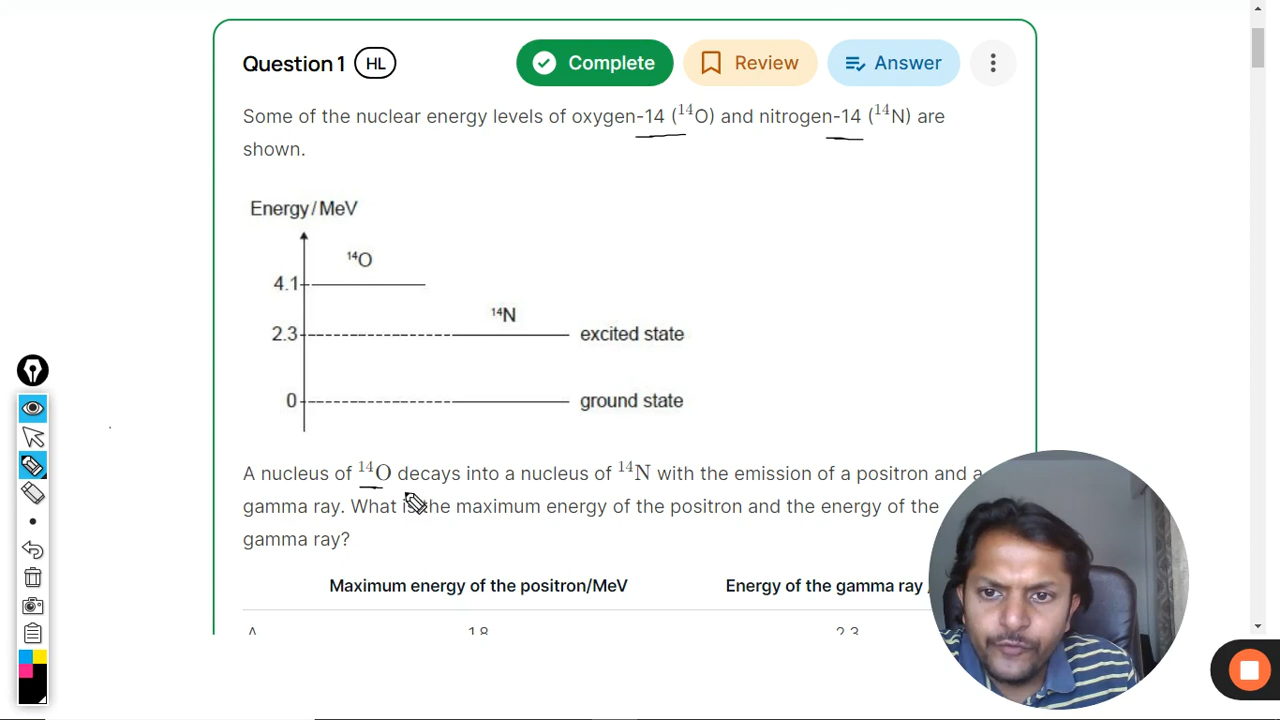 Question 1 HL Complete Review Answer
Some of the nuclear energy levels of oxygen-14 (¹⁴O) and nitrogen-14 (¹⁴N) are
shown.
Energy/MeV
¹⁴O
4.1
¹⁴N
2.3 excited state
0 ground state
A nucleus of ¹⁴O decays into a nucleus of ¹⁴N with the emission of a positron and a
gamma ray. What is the maximum energy of the positron and the energy of the
gamma ray?
Maximum energy of the positron/MeV Energy of the gamma ray
A 1.8 2.3